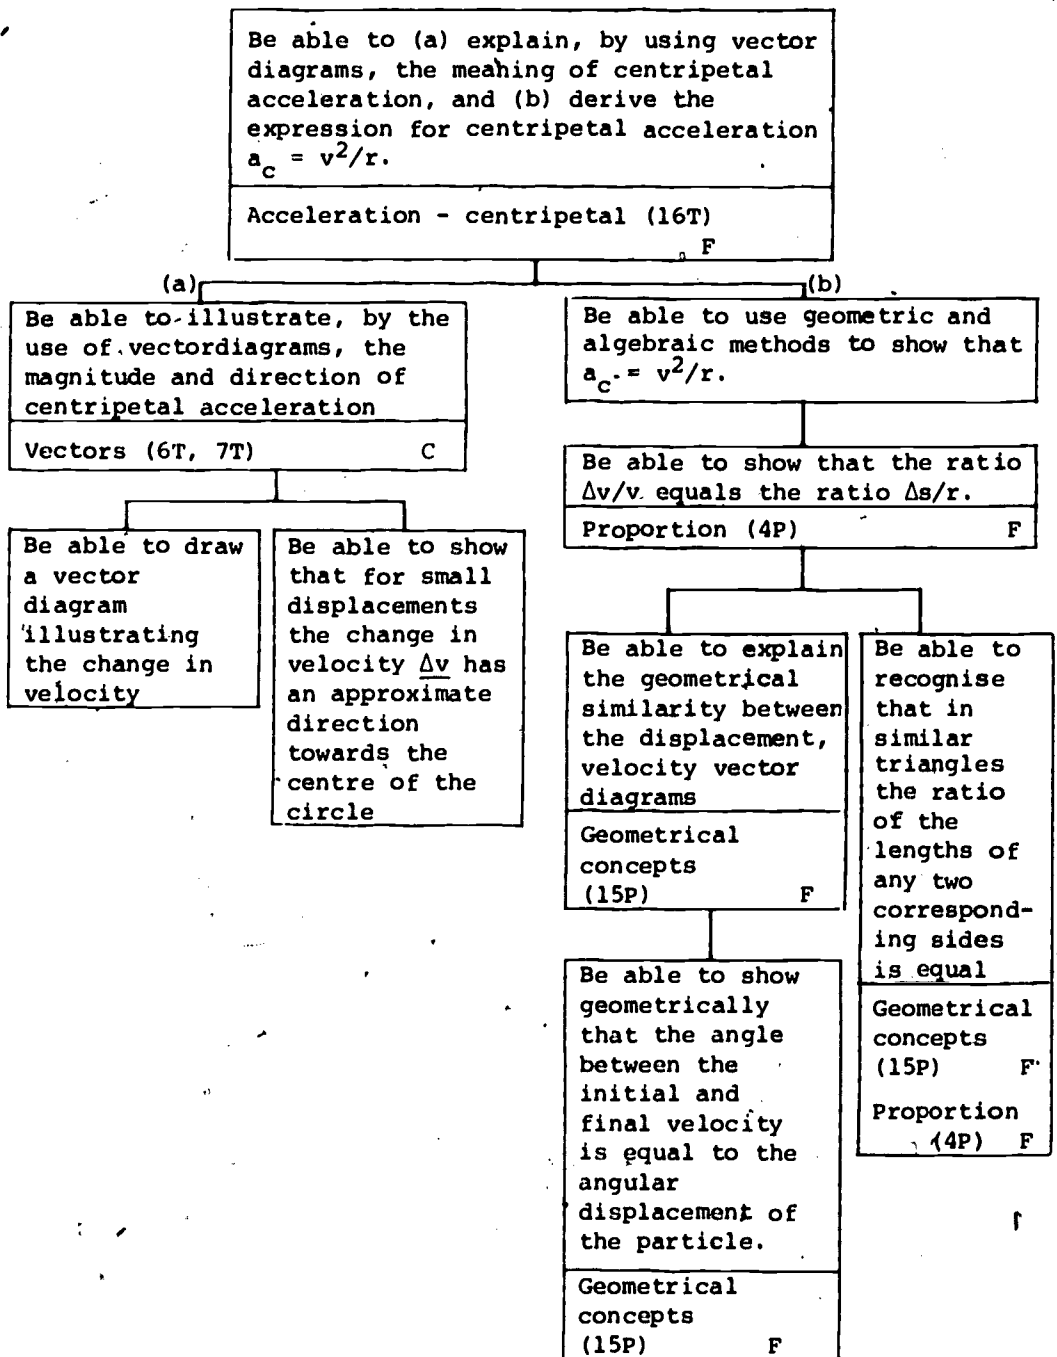 Be able to (a) explain, by using vector
diagrams, the meaning of centripetal
acceleration, and (b) derive the
expression for centripetal acceleration
a_c = v²/r.
Acceleration - centripetal (16T)
F
(a)
Be able to illustrate, by the
use of vectordiagrams, the
magnitude and direction of
centripetal acceleration
Vectors (6T, 7T) C
Be able to draw
a vector
diagram
illustrating
the change in
velocity
Be able to show
that for small
displacements
the change in
velocity Δv has
an approximate
direction
towards the
centre of the
circle
(b)
Be able to use geometric and
algebraic methods to show that
a_c = v²/r.
Be able to show that the ratio
Δv/v equals the ratio Δs/r.
Proportion (4P) F
Be able to explain
the geometrical
similarity between
the displacement,
velocity vector
diagrams
Geometrical
concepts
(15P) F
Be able to show
geometrically
that the angle
between the
initial and
final velocity
is equal to the
angular
displacement of
the particle.
Geometrical
concepts
(15P) F
Be able to
recognise
that in
similar
triangles
the ratio
of the
lengths of
any two
correspond-
ing sides
is equal
Geometrical
concepts
(15P) F
Proportion
(4P) F